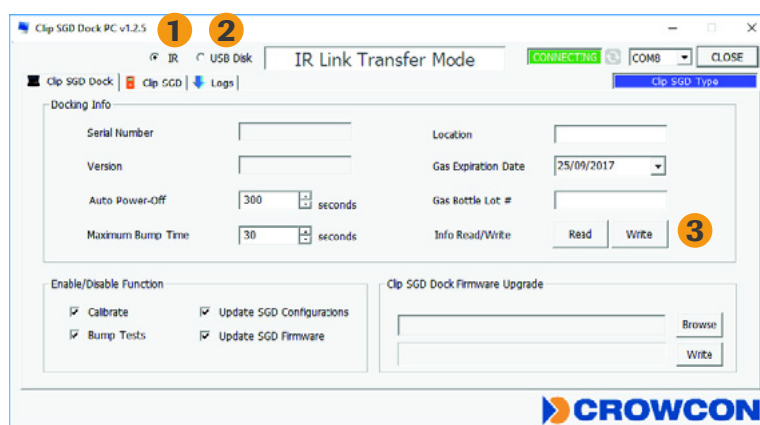 Clip SGD Dock PC v1.2.5
1
2
IR
USB Disk
IR Link Transfer Mode
CONNECTING
COM8
CLOSE
Clip SGD Dock
Clip SGD
Logs
Clip SGD Type
Docking Info
Serial Number
Location
Version
Gas Expiration Date
25/09/2017
Auto Power-Off
300
seconds
Gas Bottle Lot #
Maximum Bump Time
30
seconds
Info Read/Write
Read
Write
3
Enable/Disable Function
Clip SGD Dock Firmware Upgrade
Calibrate
Update SGD Configurations
Bump Tests
Update SGD Firmware
Browse
Write
CROWCON